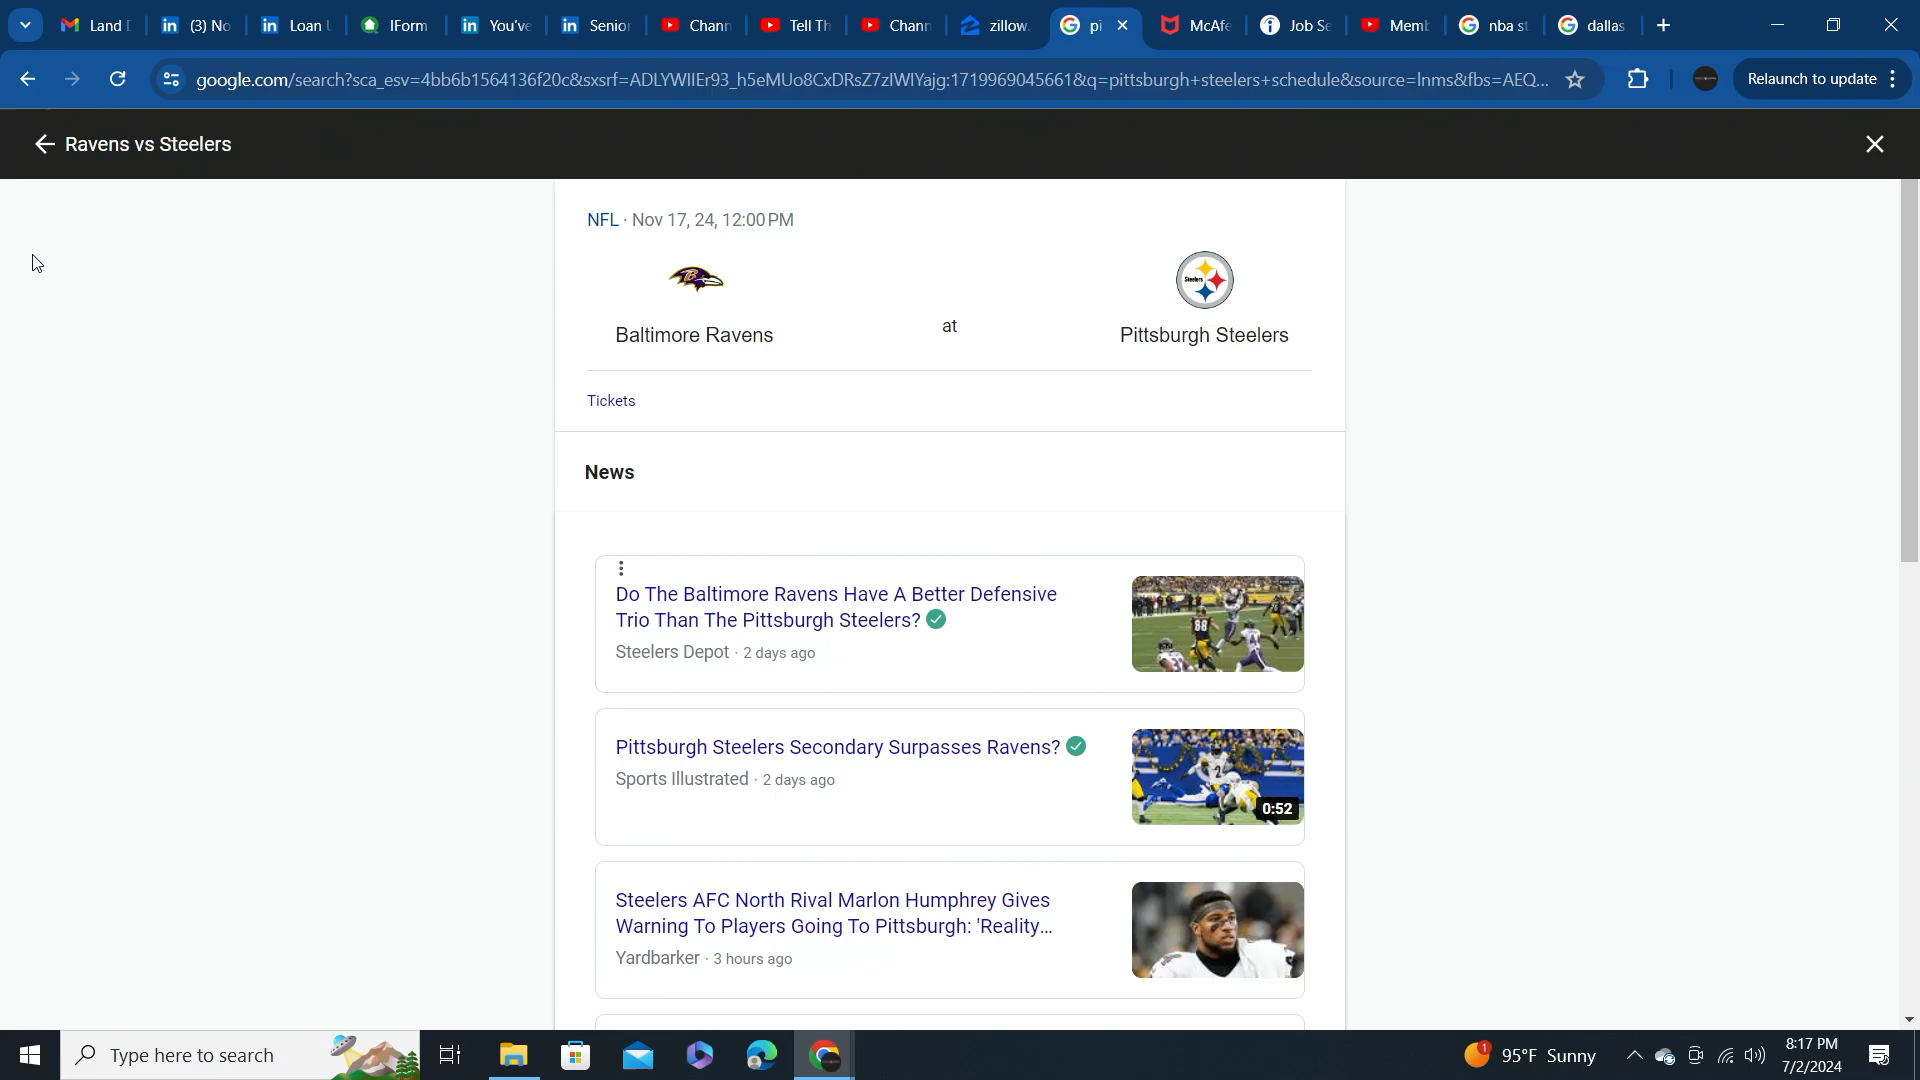 Land D
(3) No
Loan U
IForm
You've
Senior
Chann
Tell Th
Chann
zillow.
pi
McAfe
Job Se
Memb
nba st
dallas
google.com/search?sca_esv=4bb6b1564136f20c&sxsrf=ADLYWIIEr93_h5eMUo8CxDRsZ7zIWIYajg:1719969045661&q=pittsburgh+steelers+schedule&source=lnms&fbs=AEQ...
Relaunch to update
Ravens vs Steelers
NFL · Nov 17, 24, 12:00 PM
Steelers
Baltimore Ravens
at
Pittsburgh Steelers
Tickets
News
Do The Baltimore Ravens Have A Better Defensive
Trio Than The Pittsburgh Steelers?
Steelers Depot · 2 days ago
88
Pittsburgh Steelers Secondary Surpasses Ravens?
Sports Illustrated · 2 days ago
0:52
Steelers AFC North Rival Marlon Humphrey Gives
Warning To Players Going To Pittsburgh: 'Reality...
Yardbarker · 3 hours ago
Type here to search
1
95°F Sunny
8:17 PM
7/2/2024